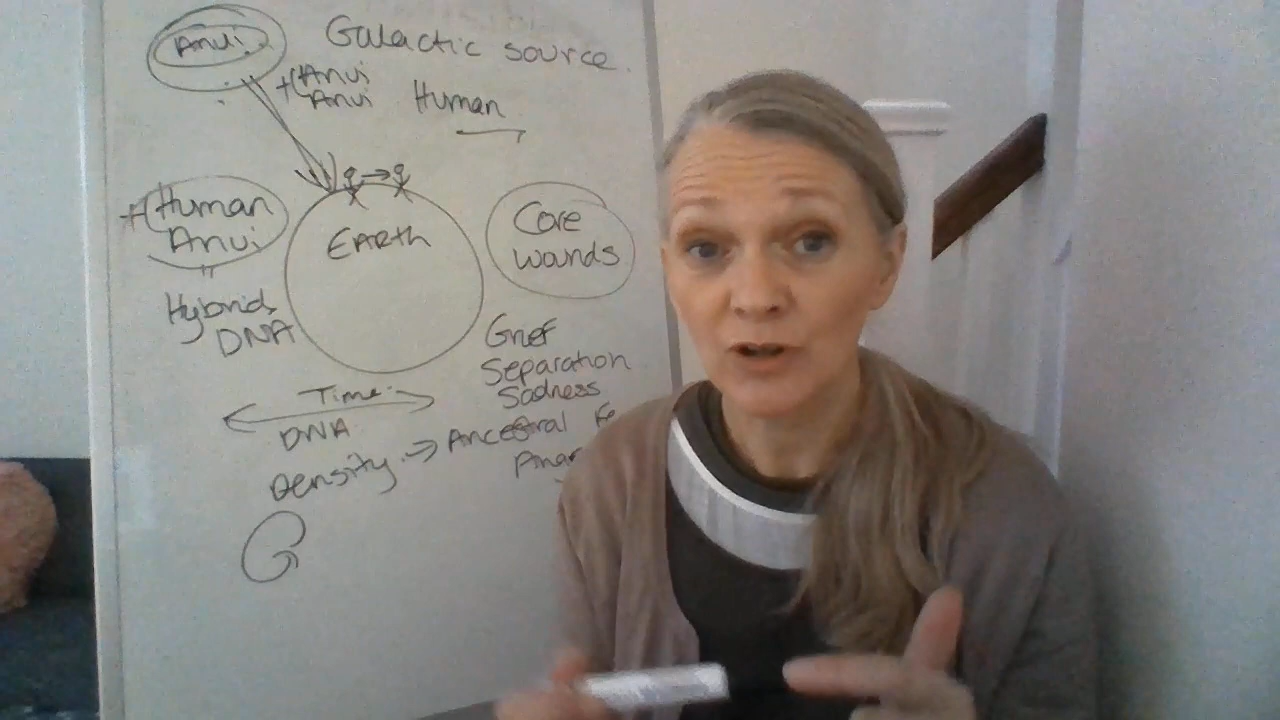 Anui
Galactic source.
+(Anui
Anui
Human
+(Human
Anui
EARth
Core
wounds
Hybrid
DNA
Grief
Separation
Sadness
Time
DNA
Density → Ancestral